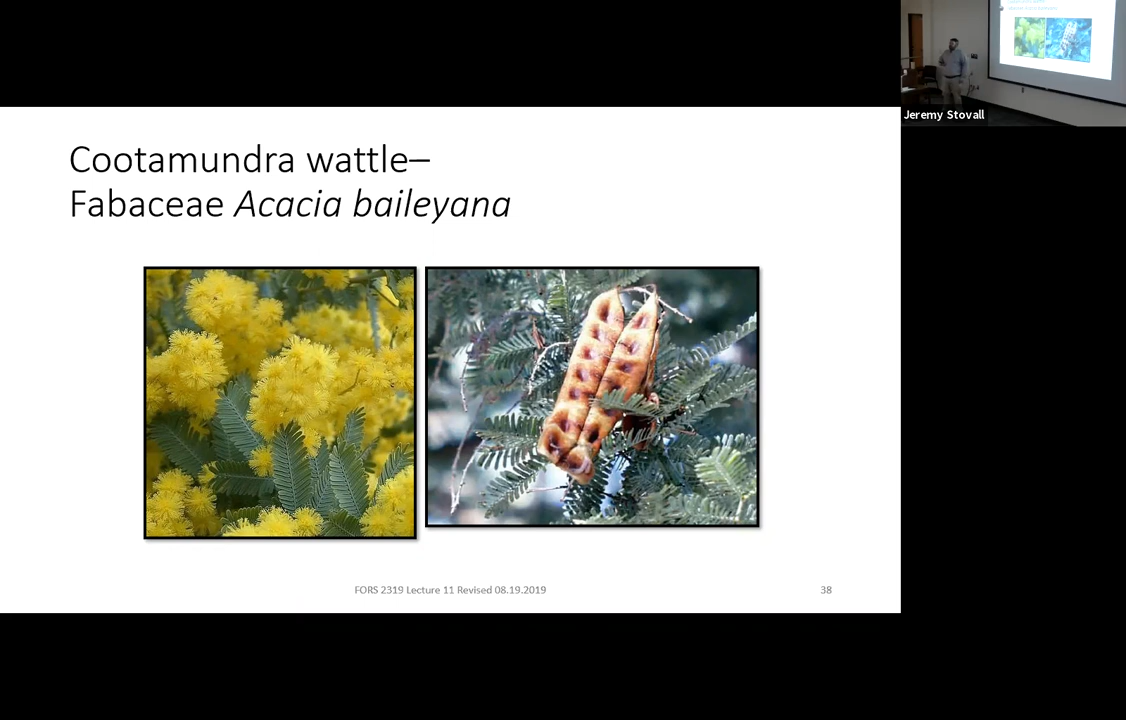 Cootamundra wattle–
Fabaceae Acacia baileyana
FORS 2319 Lecture 11 Revised 08.19.2019
38
Jeremy Stovall